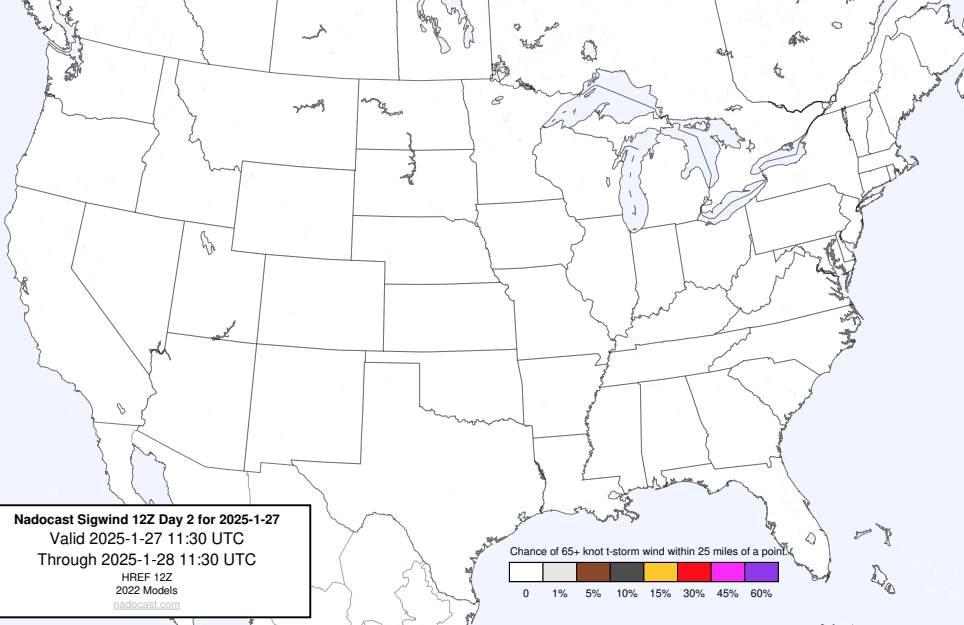 Nadocast Sigwind 12Z Day 2 for 2025-1-27
Valid 2025-1-27 11:30 UTC
Through 2025-1-28 11:30 UTC
HREF 12Z
2022 Models
nadocast.com
Chance of 65+ knot t-storm wind within 25 miles of a point.
0 1% 5% 10% 15% 30% 45% 60%